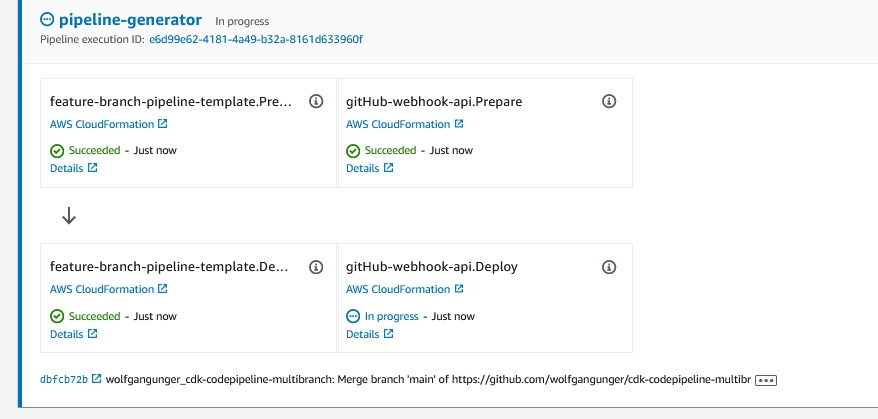 pipeline-generator In progress
Pipeline execution ID: e6d99e62-4181-4a49-b32a-8161d633960f
feature-branch-pipeline-template.Pre...
AWS CloudFormation
Succeeded - Just now
Details
gitHub-webhook-api.Prepare
AWS CloudFormation
Succeeded - Just now
Details
feature-branch-pipeline-template.De...
AWS CloudFormation
Succeeded - Just now
Details
gitHub-webhook-api.Deploy
AWS CloudFormation
In progress - Just now
Details
dbfcb72b wolfgangunger_cdk-codepipeline-multibranch: Merge branch 'main' of https://github.com/wolfgangunger/cdk-codepipeline-multibr